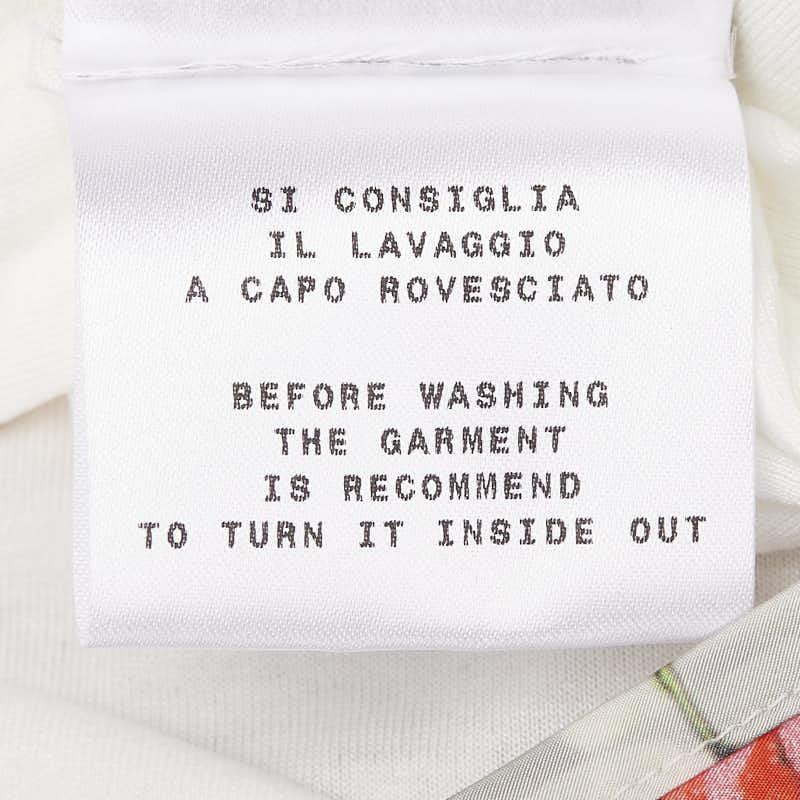 SI CONSIGLIA
IL LAVAGGIO
A CAPO ROVESCIATO
BEFORE WASHING
THE GARMENT
IS RECOMMEND
TO TURN IT INSIDE OUT